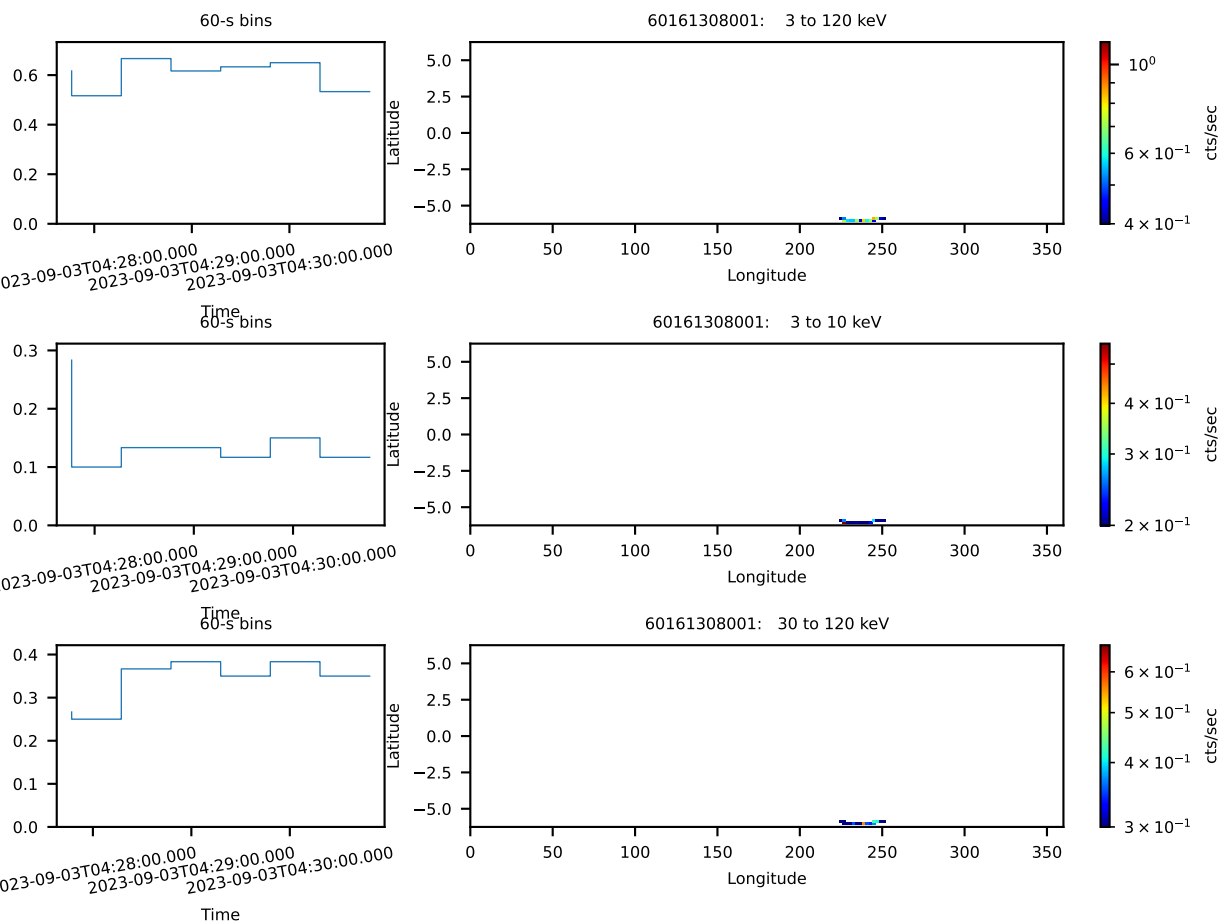 60-s bins
60161308001: 3 to 120 keV
0.6
0.4
0.2
0.0
Latitude
5.0
2.5
0.0
−2.5
−5.0
10⁰
6 × 10⁻¹
4 × 10⁻¹
cts/sec
0 50 100 150 200 250 300 350
Longitude
023-09-03T04:28:00.000
2023-09-03T04:29:00.000
2023-09-03T04:30:00.000
Time
60-s bins
60161308001: 3 to 10 keV
0.3
0.2
0.1
0.0
Latitude
5.0
2.5
0.0
−2.5
−5.0
4 × 10⁻¹
3 × 10⁻¹
2 × 10⁻¹
cts/sec
0 50 100 150 200 250 300 350
Longitude
023-09-03T04:28:00.000
2023-09-03T04:29:00.000
2023-09-03T04:30:00.000
Time
60-s bins
60161308001: 30 to 120 keV
0.4
0.3
0.2
0.1
0.0
Latitude
5.0
2.5
0.0
−2.5
−5.0
6 × 10⁻¹
5 × 10⁻¹
4 × 10⁻¹
3 × 10⁻¹
cts/sec
0 50 100 150 200 250 300 350
Longitude
023-09-03T04:28:00.000
2023-09-03T04:29:00.000
2023-09-03T04:30:00.000
Time